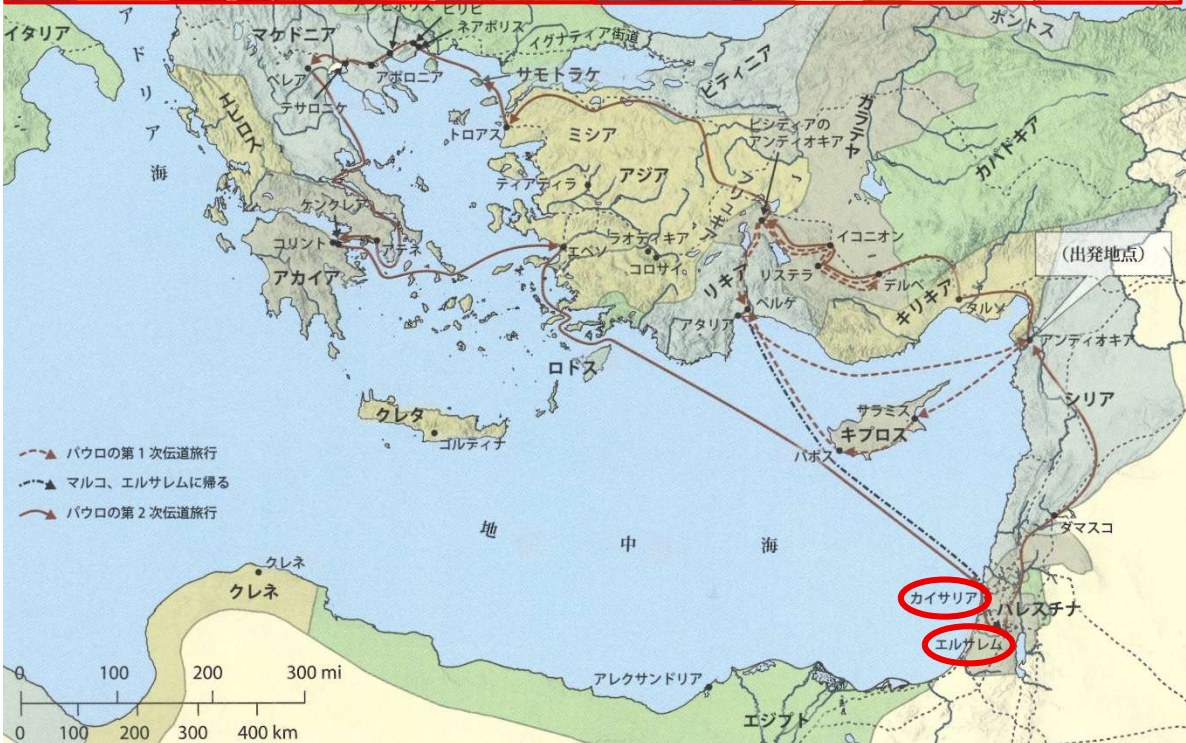 イタリア
アドリア海
マケドニア
ピリピ
ネアポリス
イグナティア街道
ポントス
ビティニア
ベレア
アポロニア
サモトラケ
テサロニケ
エピロス
トロアス
ミシア
ピシディアの
アンティオキア
ガラテヤ
カパドキア
ティアティラ
アジア
フリュギア
ケンクレア
コリント
アテネ
エペソ
ラオディキア
コロサイ
イコニオン
(出発地点)
アカイア
リキア
リステラ
デルベ
ペルゲ
アタリア
キリキア
タルソ
アンティオキア
ロドス
クレタ
ゴルティナ
サラミス
キプロス
パポス
シリア
パウロの第1次伝道旅行
マルコ、エルサレムに帰る
パウロの第2次伝道旅行
地中海
ダマスコ
クレネ
クレネ
カイサリア
パレスチナ
エルサレム
0 100 200 300 mi
0 100 200 300 400 km
アレクサンドリア
エジプト